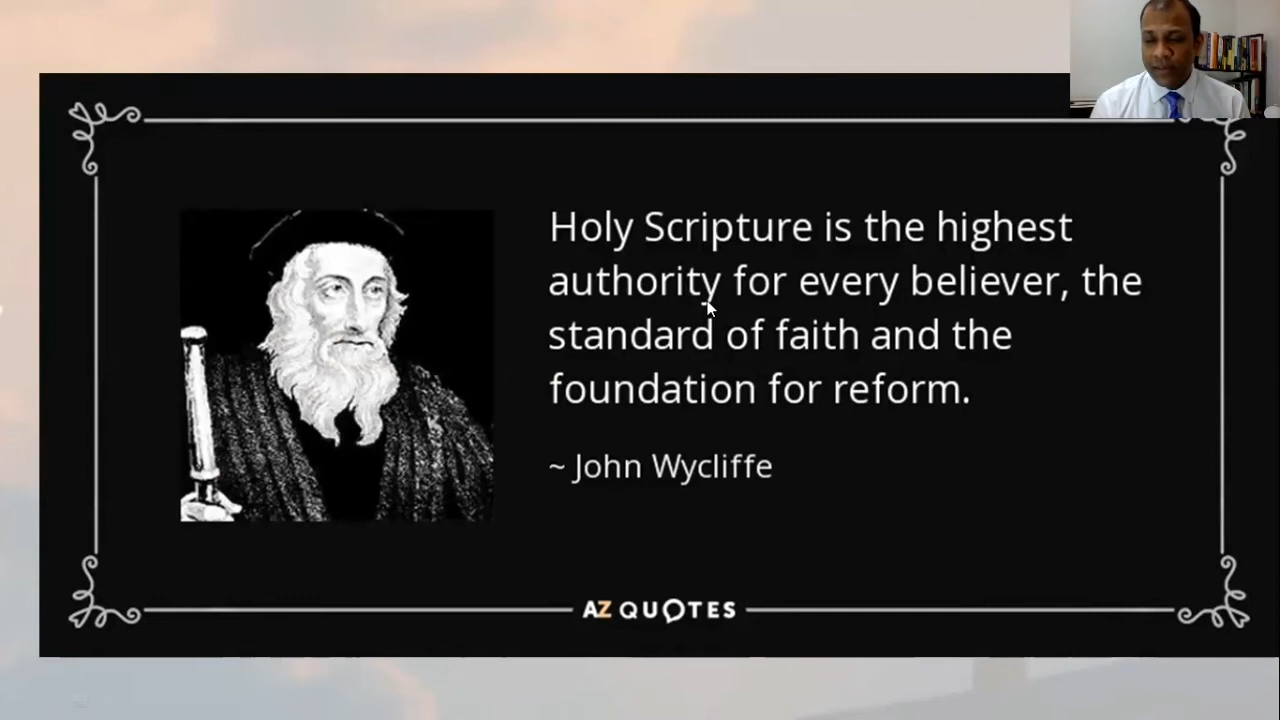 Holy Scripture is the highest
authority for every believer, the
standard of faith and the
foundation for reform.
~ John Wycliffe
AZ QUOTES